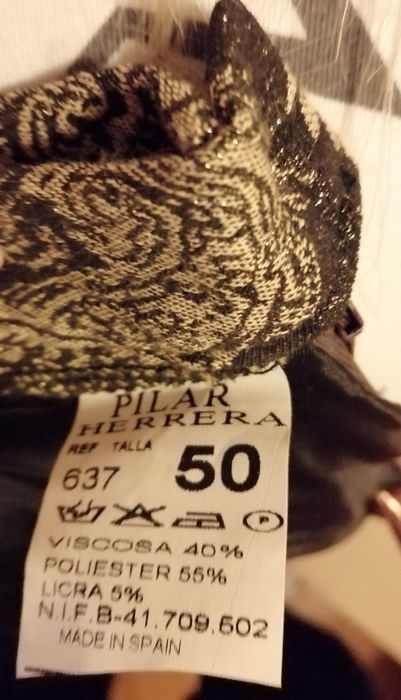 PILAR
HERRERA
REF TALLA
637 50
P
VISCOSA 40%
POLIESTER 55%
LICRA 5%
N.I.F.B-41.709.602
MADE IN SPAIN